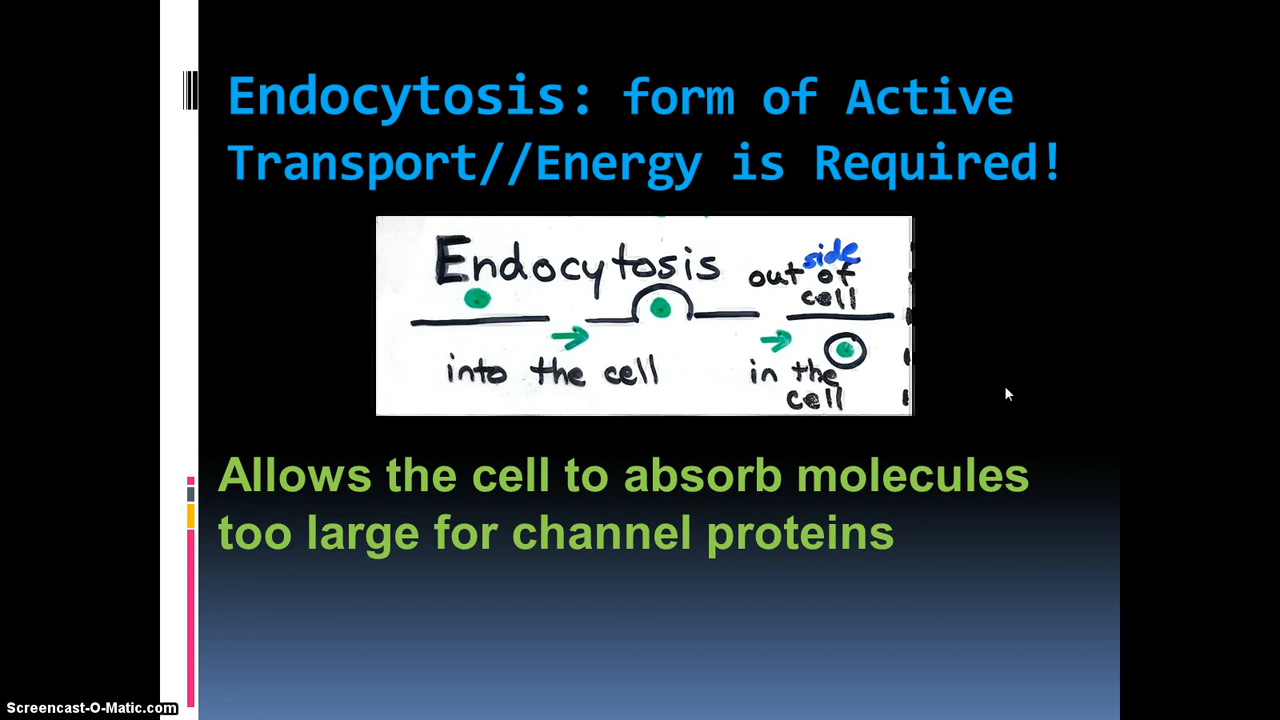 Endocytosis: form of Active
Transport//Energy is Required!
Endocytosis
side
out of
cell
into the cell
in the
cell
Allows the cell to absorb molecules
too large for channel proteins
Screencast-O-Matic.com